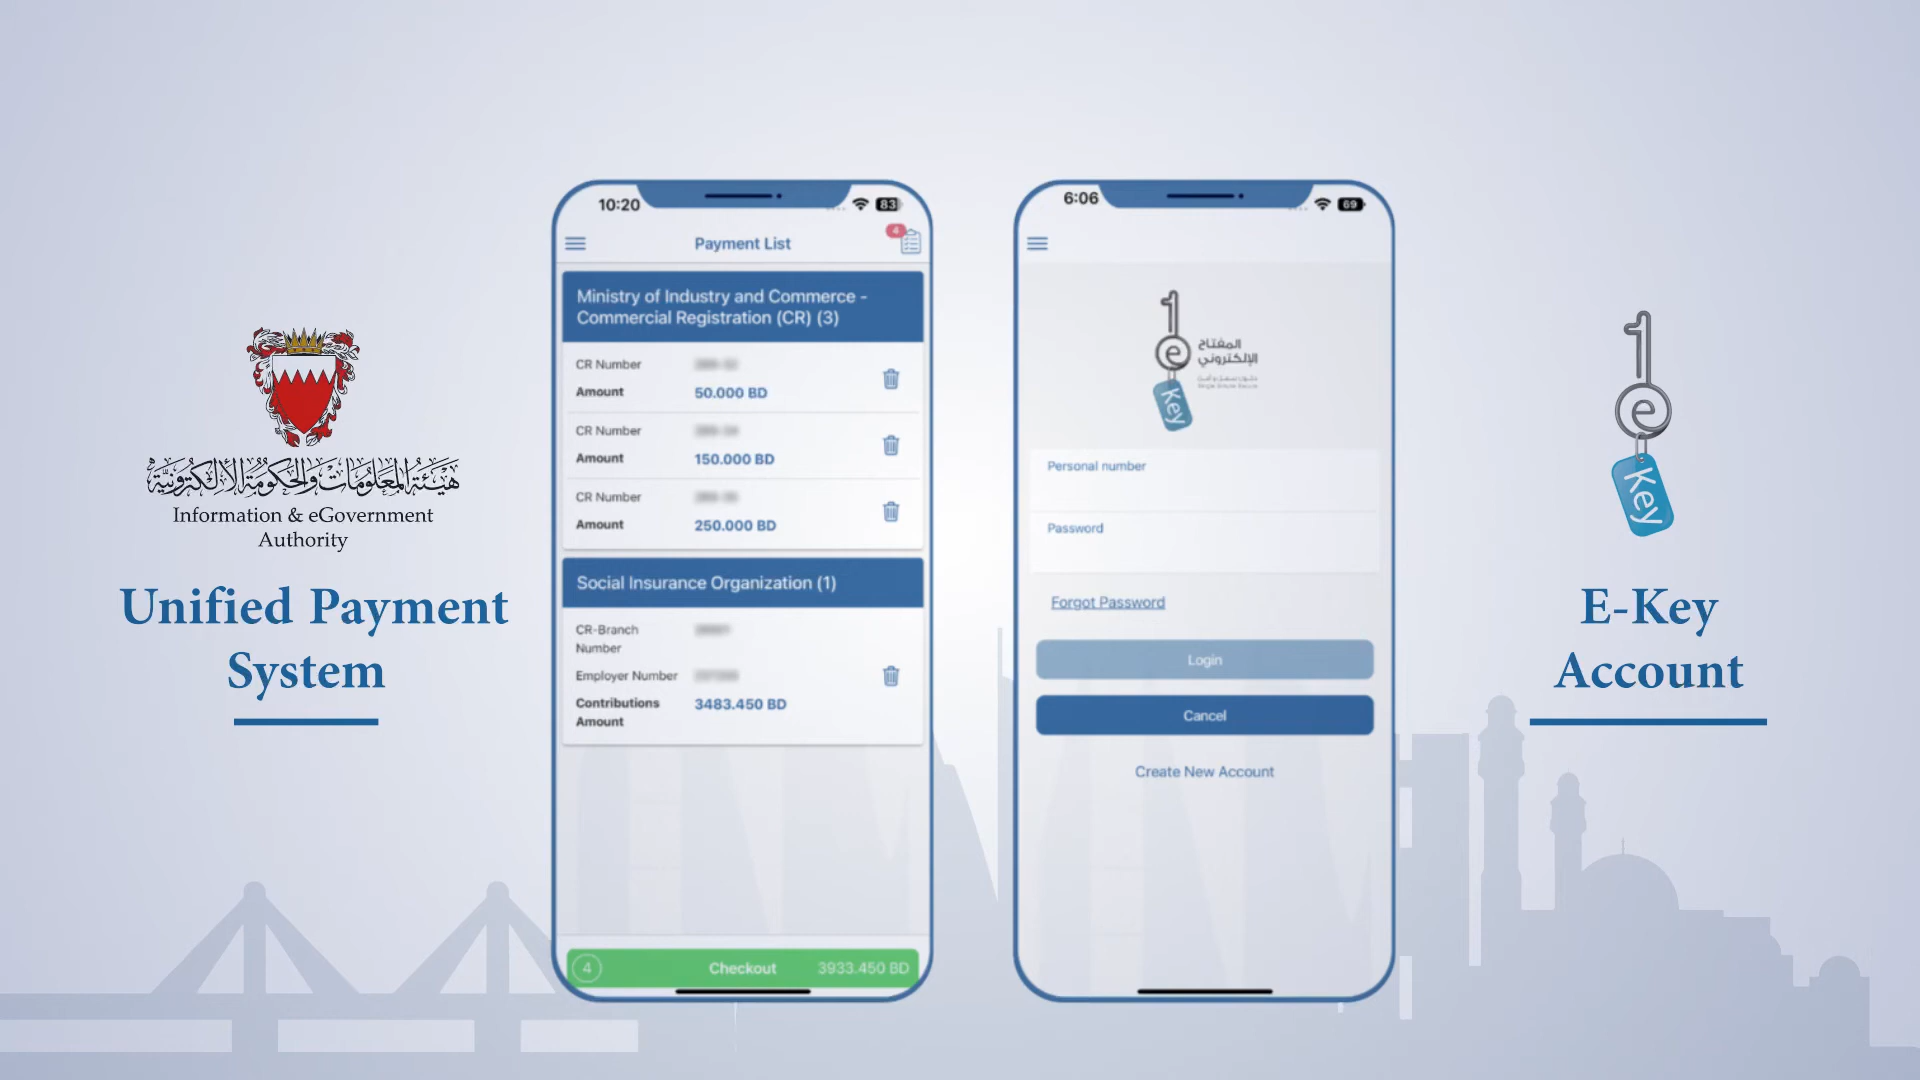 هيئة المعلومات والحكومة الإلكترونية
Information & eGovernment
Authority
Unified Payment
System
10:20
83
Payment List
4
Ministry of Industry and Commerce -
Commercial Registration (CR) (3)
CR Number
Amount 50.000 BD
CR Number
Amount 150.000 BD
CR Number
Amount 250.000 BD
Social Insurance Organization (1)
CR-Branch
Number
Employer Number
Contributions 3483.450 BD
Amount
4 Checkout 3933.450 BD
6:06
69
1
e
Key
المفتاح
الإلكتروني
Personal number
Password
Forgot Password
Login
Cancel
Create New Account
1
e
Key
E-Key
Account